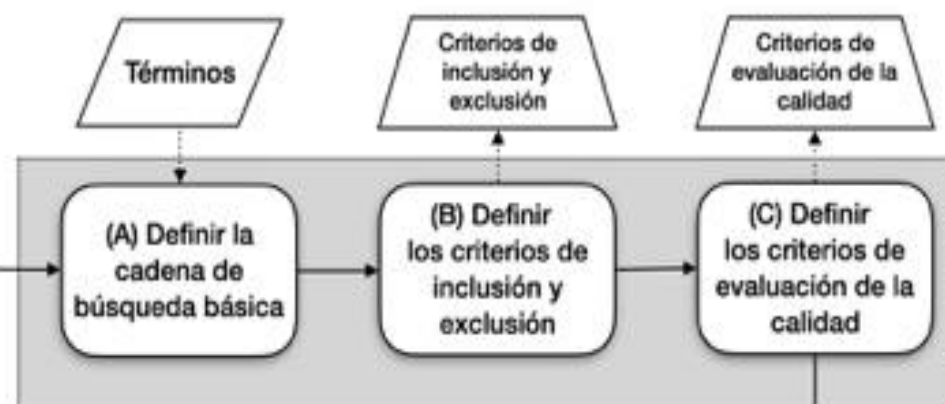 Términos
Criterios de
inclusión y
exclusión
Criterios de
evaluación de la
calidad
(A) Definir la
cadena de
búsqueda básica
(B) Definir
los criterios de
inclusión y
exclusión
(C) Definir
los criterios de
evaluación de la
calidad